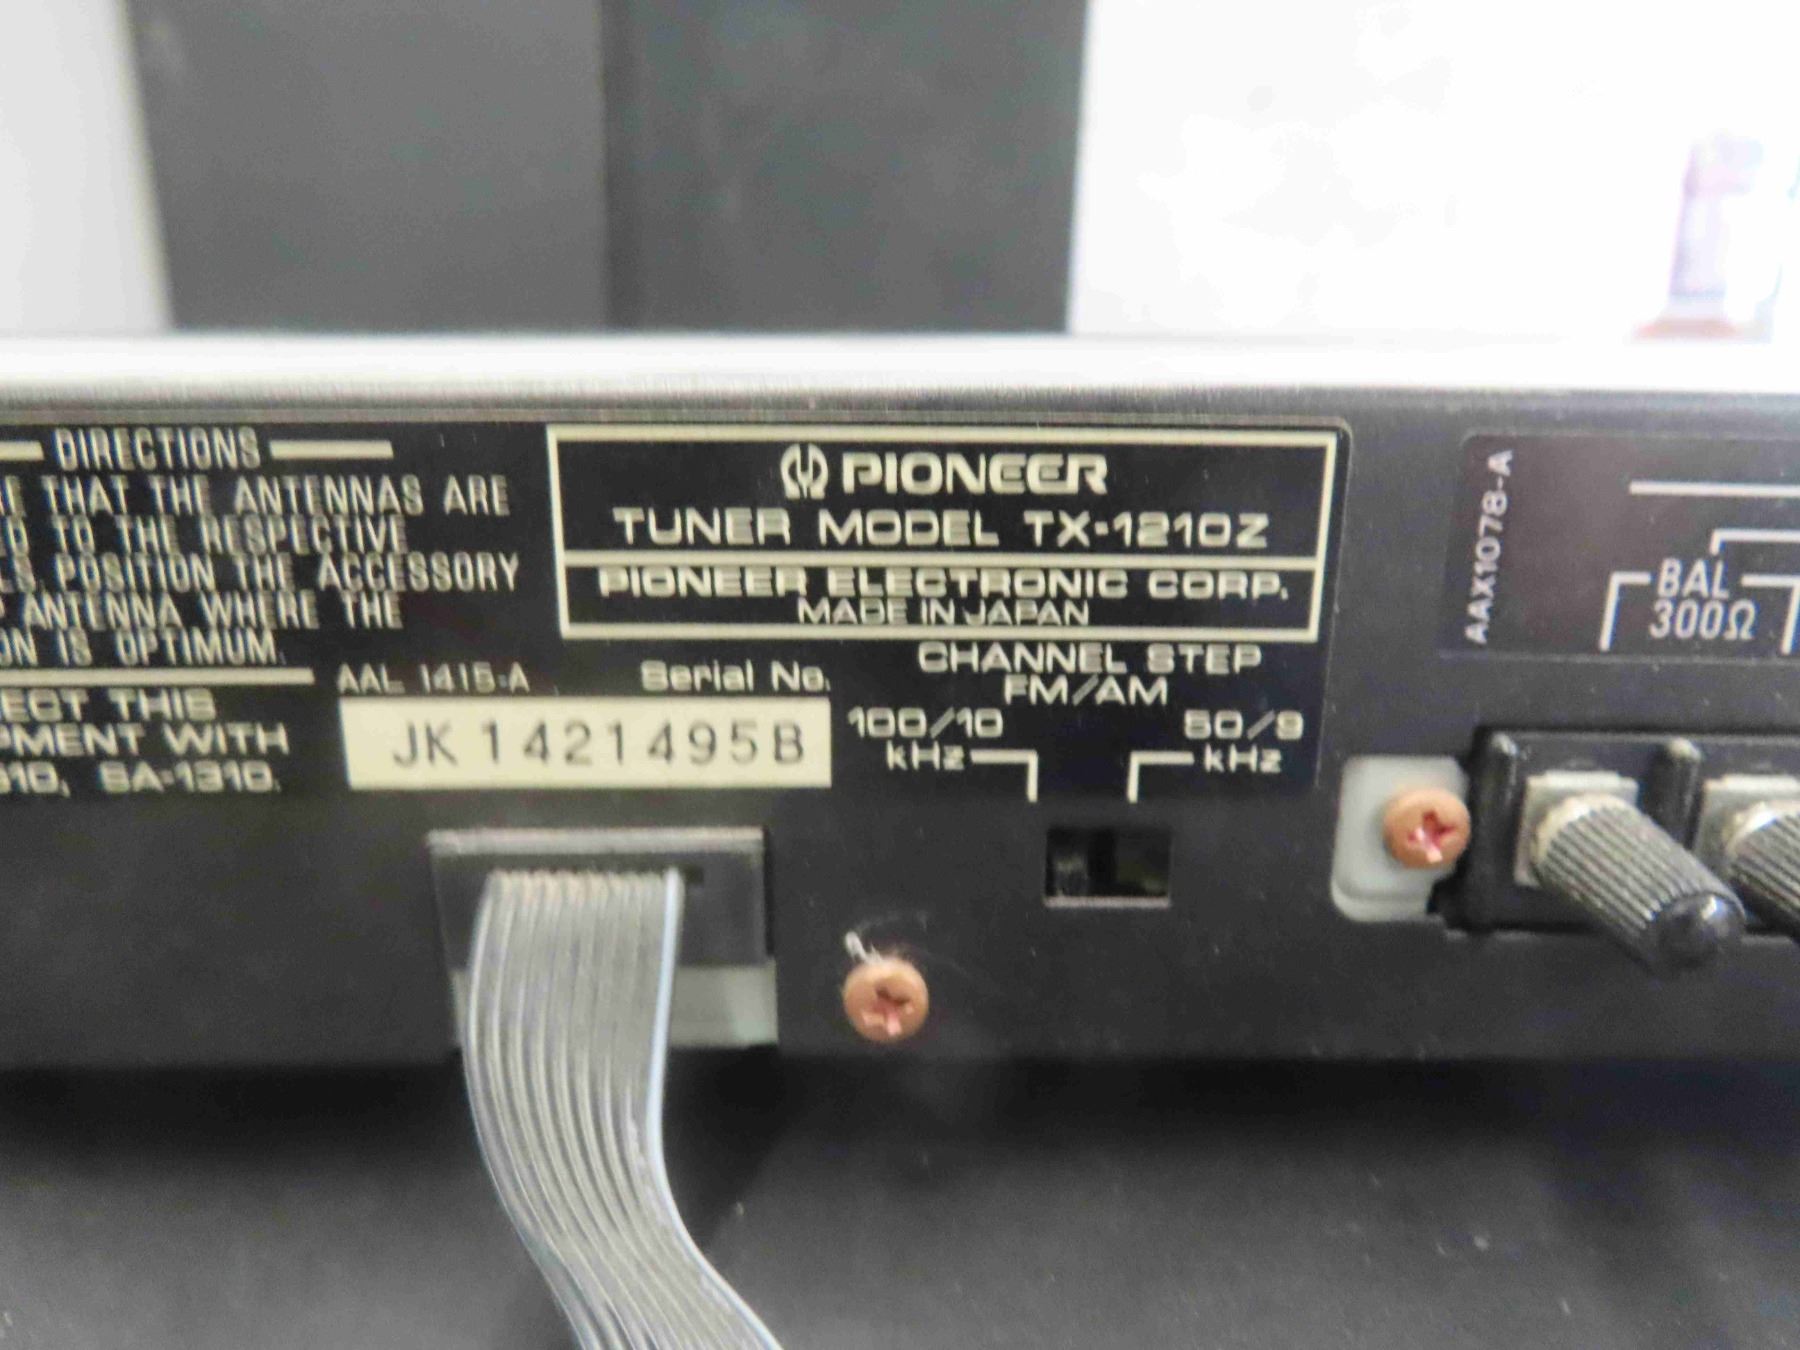 DIRECTIONS
THAT THE ANTENNAS ARE
TO THE RESPECTIVE
POSITION THE ACCESSORY
ANTENNA WHERE THE
IS OPTIMUM.
THIS
WITH
SA-1310.
PIONEER
TUNER MODEL TX-1210Z
PIONEER ELECTRONIC CORP.
MADE IN JAPAN
AAL 1415-A Serial No.
JK1421495B
CHANNEL STEP
FM/AM
100/10 50/9
kHz kHz
AAX1078-A
BAL
300Ω